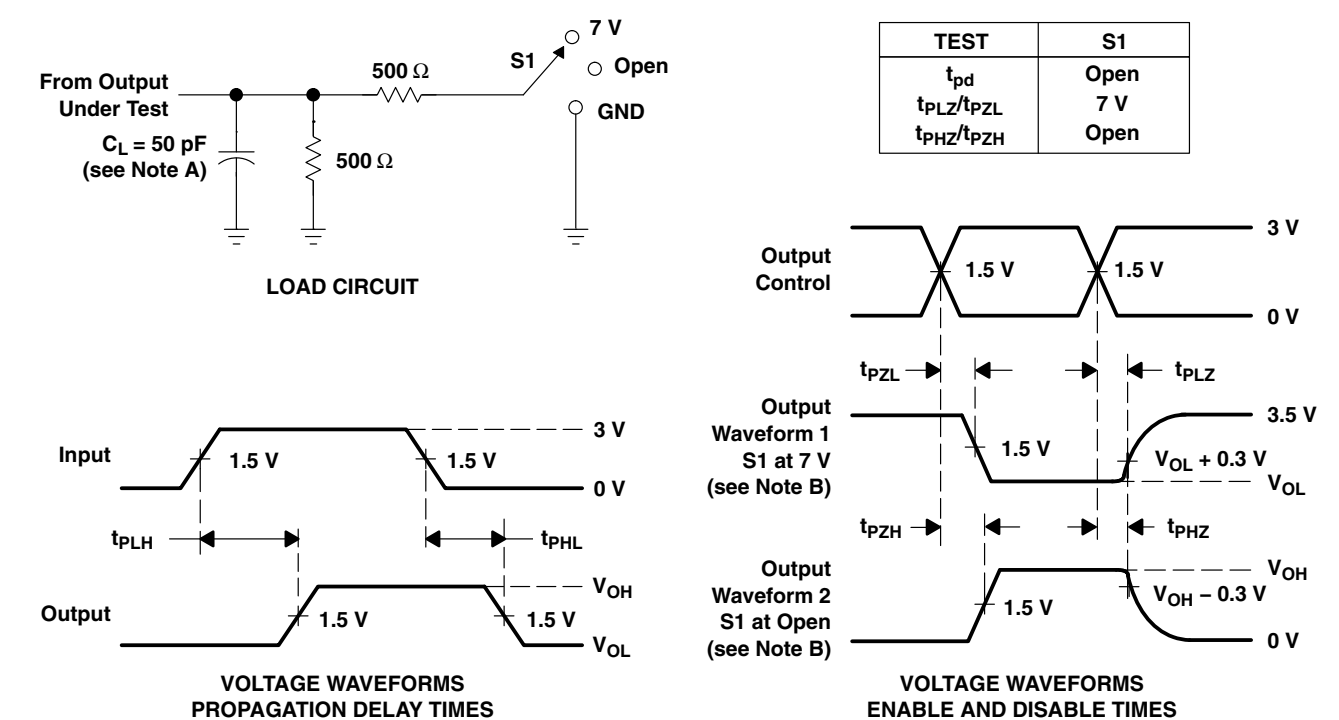 7 V
S1
Open
500 Ω
From Output
Under Test
GND
C_L = 50 pF
(see Note A)
500 Ω
LOAD CIRCUIT
TEST S1
t_pd Open
t_PLZ/t_PZL 7 V
t_PHZ/t_PZH Open
Input
3 V
1.5 V 1.5 V
0 V
t_PLH t_PHL
Output
V_OH
1.5 V 1.5 V
V_OL
VOLTAGE WAVEFORMS
PROPAGATION DELAY TIMES
Output
Control
3 V
1.5 V 1.5 V
0 V
t_PZL t_PLZ
Output
Waveform 1
S1 at 7 V
(see Note B)
3.5 V
1.5 V
V_OL + 0.3 V
V_OL
t_PZH t_PHZ
Output
Waveform 2
S1 at Open
(see Note B)
V_OH
1.5 V
V_OH − 0.3 V
0 V
VOLTAGE WAVEFORMS
ENABLE AND DISABLE TIMES